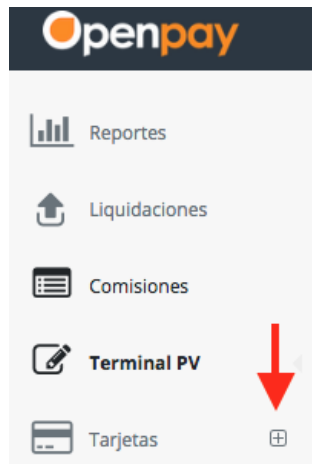 Openpay
Reportes
Liquidaciones
Comisiones
Terminal PV
Tarjetas